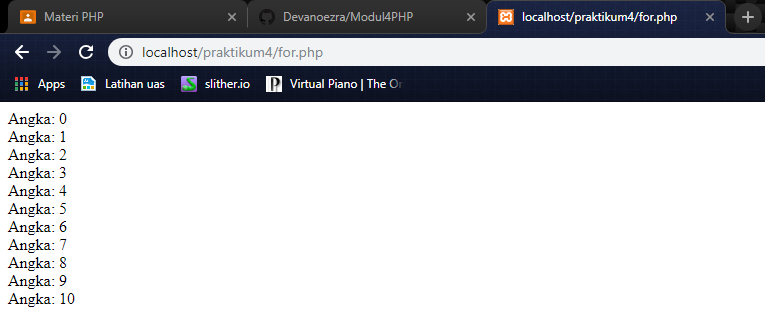 Materi PHP
Devanoezra/Modul4PHP
localhost/praktikum4/for.php
localhost/praktikum4/for.php
Apps
Latihan uas
slither.io
Virtual Piano | The Or
Angka: 0
Angka: 1
Angka: 2
Angka: 3
Angka: 4
Angka: 5
Angka: 6
Angka: 7
Angka: 8
Angka: 9
Angka: 10